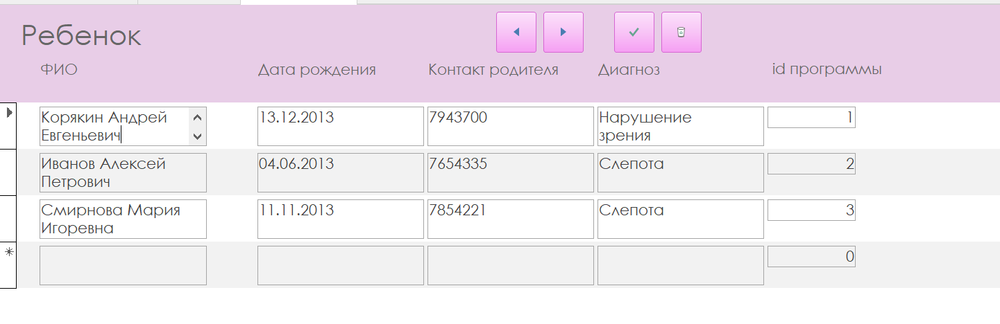 Ребенок
ФИО Дата рождения Контакт родителя Диагноз id программы
Корякин Андрей Евгеньевич 13.12.2013 7943700 Нарушение зрения 1
Иванов Алексей Петрович 04.06.2013 7654335 Слепота 2
Смирнова Мария Игоревна 11.11.2013 7854221 Слепота 3
0